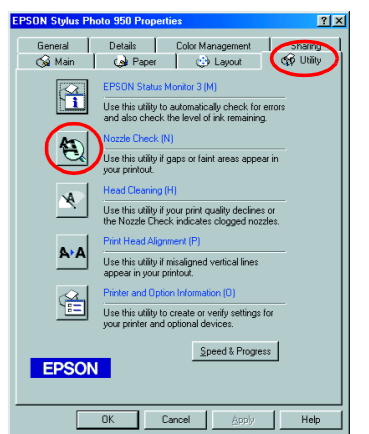 EPSON Stylus Photo 950 Properties
General Details Color Management Sharing
Main Paper Layout Utility
EPSON Status Monitor 3 (M)
Use this utility to automatically check for errors
and also check the level of ink remaining.
Nozzle Check (N)
Use this utility if gaps or faint areas appear in
your printout.
Head Cleaning (H)
Use this utility if your print quality declines or
the Nozzle Check indicates clogged nozzles.
Print Head Alignment (P)
Use this utility if misaligned vertical lines
appear in your printout.
Printer and Option Information (O)
Use this utility to create or verify settings for
your printer and optional devices.
Speed & Progress
EPSON
OK Cancel Apply Help